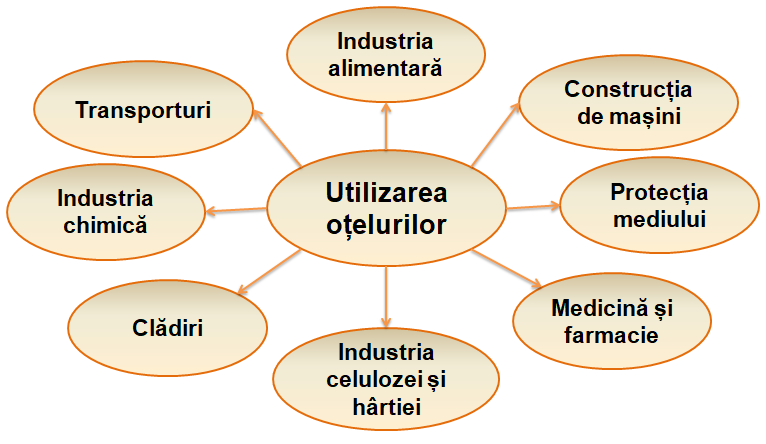 Industria
alimentară
Construcția
de mașini
Transporturi
Utilizarea
oțelurilor
Protecția
mediului
Industria
chimică
Medicină și
farmacie
Clădiri
Industria
celulozei și
hârtiei